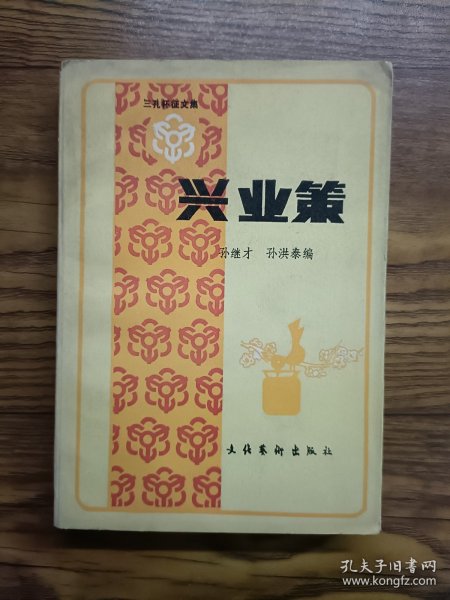 三孔杯征文集
兴业策
孙继才 孙洪泰编
文化艺术出版社
孔夫子旧书网
www.kongfz.com